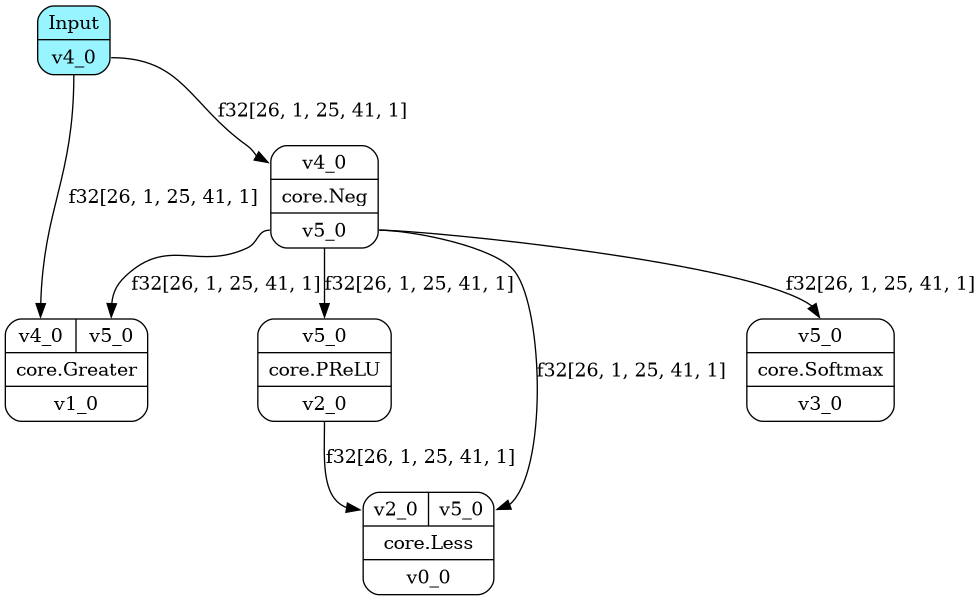 Input
v4_0
f32[26, 1, 25, 41, 1]
v4_0
f32[26, 1, 25, 41, 1]
core.Neg
v5_0
f32[26, 1, 25, 41, 1]
f32[26, 1, 25, 41, 1]
f32[26, 1, 25, 41, 1]
v4_0 v5_0
core.Greater
v1_0
v5_0
core.PReLU
v2_0
f32[26, 1, 25, 41, 1]
v5_0
core.Softmax
v3_0
f32[26, 1, 25, 41, 1]
v2_0 v5_0
core.Less
v0_0